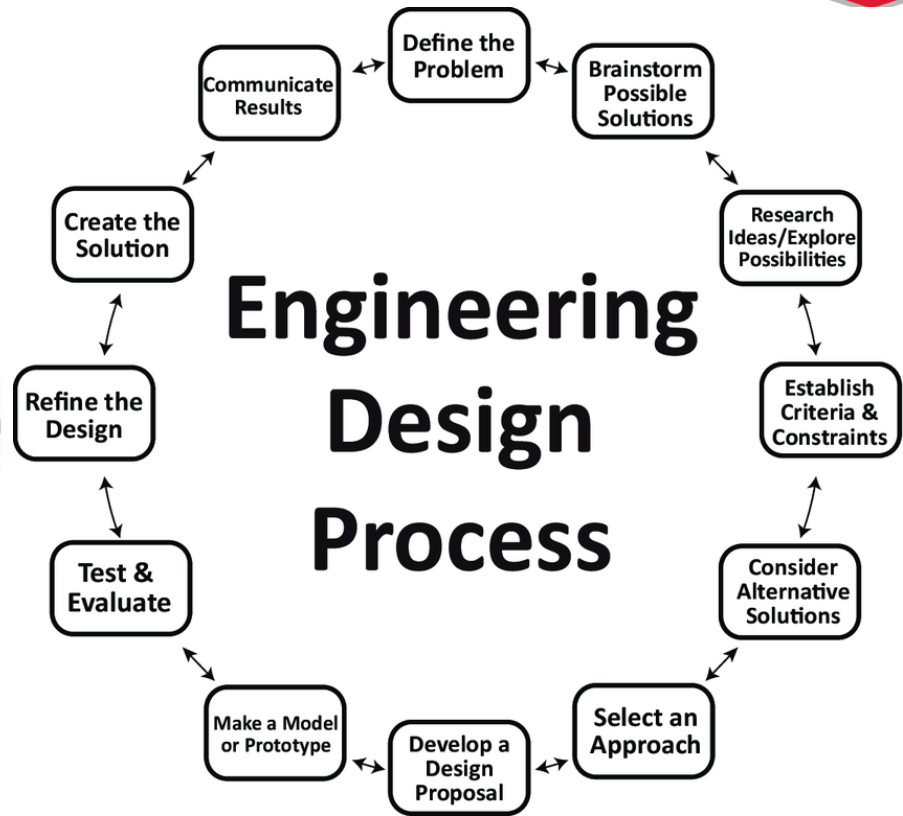 Define the
Problem
Brainstorm
Possible
Solutions
Research
Ideas/Explore
Possibilities
Establish
Criteria &
Constraints
Consider
Alternative
Solutions
Select an
Approach
Develop a
Design
Proposal
Make a Model
or Prototype
Test &
Evaluate
Refine the
Design
Create the
Solution
Communicate
Results
Engineering
Design
Process